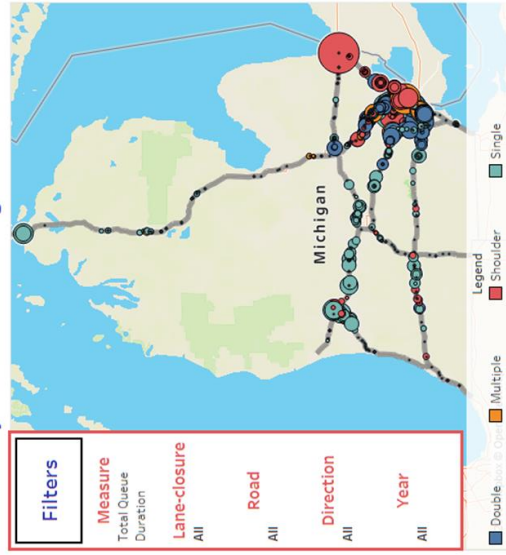 Filters
Measure
Total Queue
Duration
Lane-closure
All
Road
All
Direction
All
Year
All
Michigan
Legend
Double
Multiple
Shoulder
Single